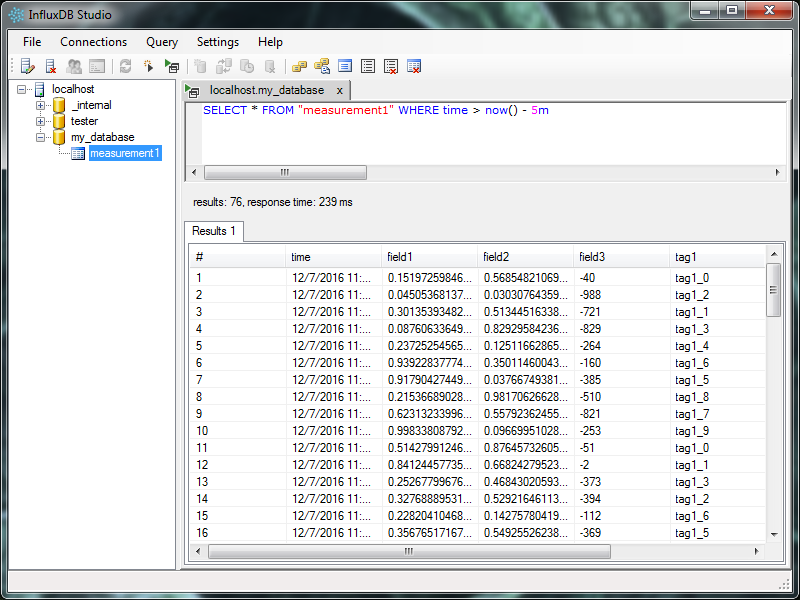 InfluxDB Studio
File Connections Query Settings Help
localhost
_internal
tester
my_database
measurement1
localhost.my_database x
SELECT * FROM "measurement1" WHERE time > now() - 5m
results: 76, response time: 239 ms
Results 1
# time field1 field2 field3 tag1
1 12/7/2016 11:... 0.15197259846... 0.56854821069... -40 tag1_0
2 12/7/2016 11:... 0.04505368137... 0.03030764359... -988 tag1_2
3 12/7/2016 11:... 0.30135393482... 0.51344516338... -721 tag1_1
4 12/7/2016 11:... 0.08760633649... 0.82929584236... -829 tag1_3
5 12/7/2016 11:... 0.23725254565... 0.12511662865... -264 tag1_4
6 12/7/2016 11:... 0.93922837774... 0.35011460043... -160 tag1_6
7 12/7/2016 11:... 0.91790427449... 0.03766749381... -385 tag1_5
8 12/7/2016 11:... 0.21536689028... 0.98170626628... -510 tag1_8
9 12/7/2016 11:... 0.62313233996... 0.55792362455... -821 tag1_7
10 12/7/2016 11:... 0.99833808792... 0.09669951028... -253 tag1_9
11 12/7/2016 11:... 0.51427991246... 0.87645732605... -51 tag1_0
12 12/7/2016 11:... 0.84124457735... 0.66824279523... -2 tag1_1
13 12/7/2016 11:... 0.25267799676... 0.46843020593... -373 tag1_3
14 12/7/2016 11:... 0.32768889531... 0.52921646113... -394 tag1_2
15 12/7/2016 11:... 0.22820410468... 0.14275780419... -112 tag1_6
16 12/7/2016 11:... 0.35676517167... 0.54925526238... -369 tag1_5